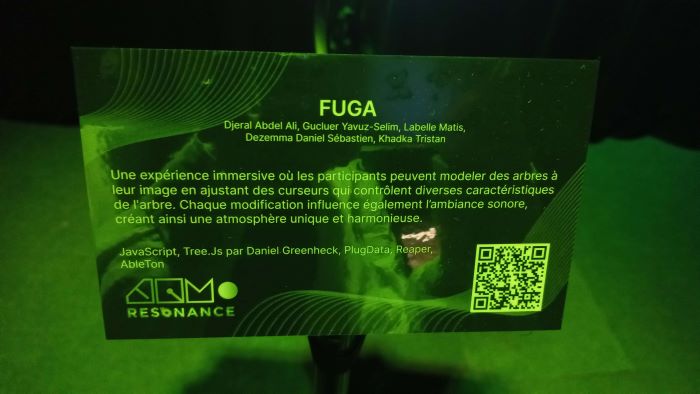 FUGA
Djeral Abdel Ali, Gucluer Yavuz-Selim, Labelle Matis,
Dezemma Daniel Sébastien, Khadka Tristan
Une expérience immersive où les participants peuvent modeler des arbres à
leur image en ajustant des curseurs qui contrôlent diverses caractéristiques
de l'arbre. Chaque modification influence également l'ambiance sonore,
créant ainsi une atmosphère unique et harmonieuse.
JavaScript, Tree.Js par Daniel Greenheck, PlugData, Reaper,
AbleTon
RESONANCE